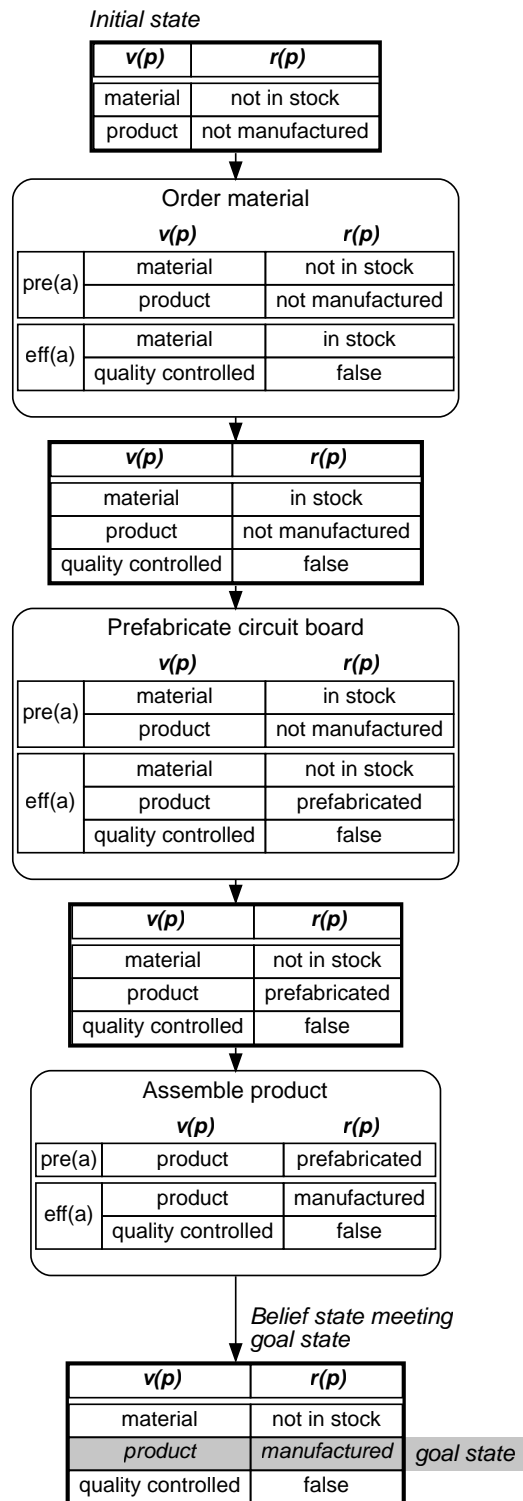 Initial state
v(p) r(p)
material not in stock
product not manufactured
Order material
v(p) r(p)
pre(a) material not in stock
product not manufactured
eff(a) material in stock
quality controlled false
v(p) r(p)
material in stock
product not manufactured
quality controlled false
Prefabricate circuit board
v(p) r(p)
pre(a) material in stock
product not manufactured
eff(a) material not in stock
product prefabricated
quality controlled false
v(p) r(p)
material not in stock
product prefabricated
quality controlled false
Assemble product
v(p) r(p)
pre(a) product prefabricated
eff(a) product manufactured
quality controlled false
Belief state meeting
goal state
v(p) r(p)
material not in stock
product manufactured goal state
quality controlled false